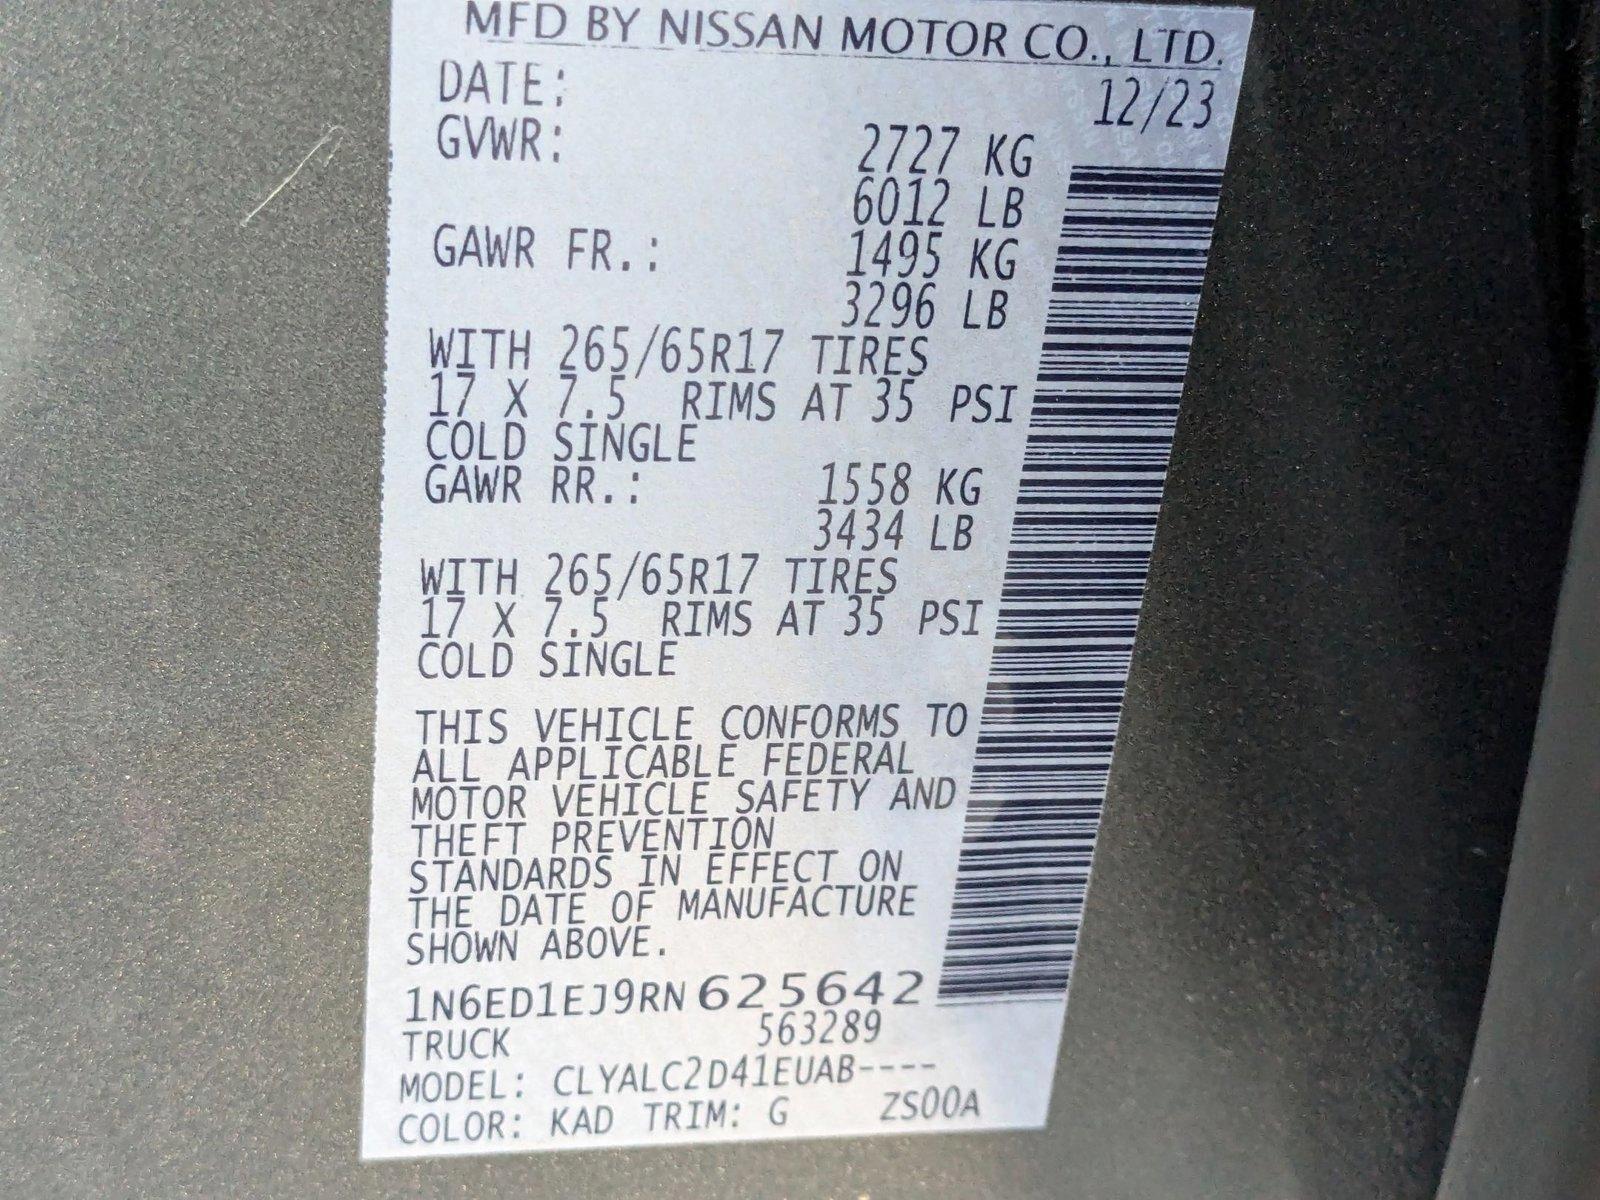 MFD BY NISSAN MOTOR CO., LTD.
DATE: 12/23
GVWR: 2727 KG
6012 LB
GAWR FR.: 1495 KG
3296 LB
WITH 265/65R17 TIRES
17 X 7.5 RIMS AT 35 PSI
COLD SINGLE
GAWR RR.: 1558 KG
3434 LB
WITH 265/65R17 TIRES
17 X 7.5 RIMS AT 35 PSI
COLD SINGLE
THIS VEHICLE CONFORMS TO
ALL APPLICABLE FEDERAL
MOTOR VEHICLE SAFETY AND
THEFT PREVENTION
STANDARDS IN EFFECT ON
THE DATE OF MANUFACTURE
SHOWN ABOVE.
1N6ED1EJ9RN625642
TRUCK 563289
MODEL: CLYALC2D41EUAB----
COLOR: KAD TRIM: G ZS00A